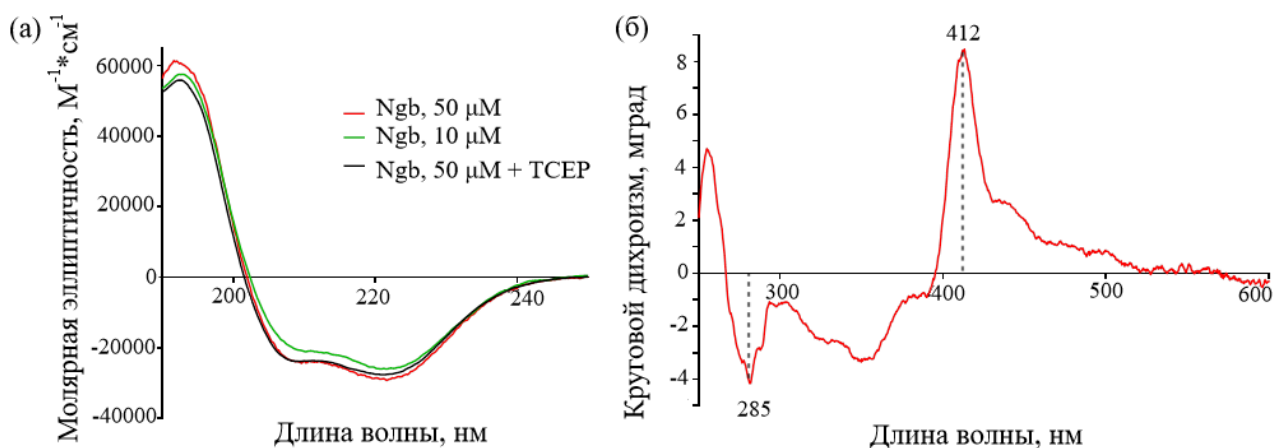 (а)
Молярная эллиптичность, М⁻¹*см⁻¹
60000
40000
20000
0
-20000
-40000
200
220
240
Длина волны, нм
Ngb, 50 μM
Ngb, 10 μM
Ngb, 50 μM + TCEP
(б)
Круговой дихроизм, мград
8
6
4
2
0
-2
-4
412
285
300
400
500
600
Длина волны, нм